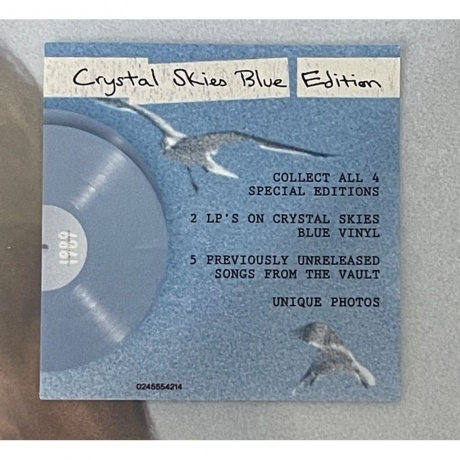 Crystal Skies Blue Edition
COLLECT ALL 4
SPECIAL EDITIONS
2 LP'S ON CRYSTAL SKIES
BLUE VINYL
5 PREVIOUSLY UNRELEASED
SONGS FROM THE VAULT
UNIQUE PHOTOS
1989
0245554214